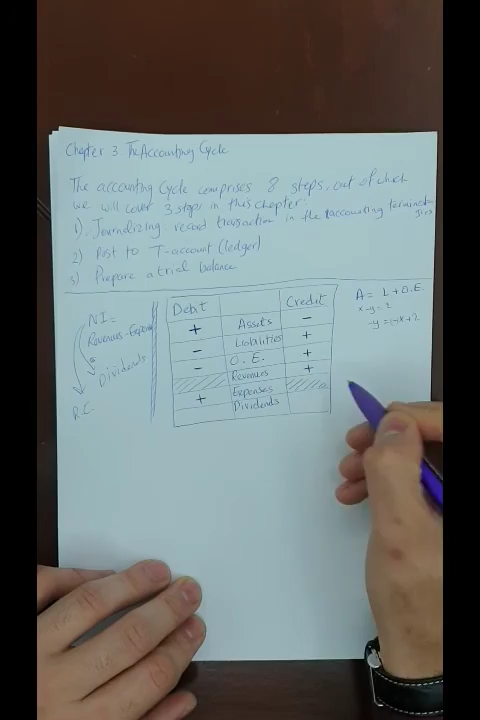 Chapter 3 The Accounting Cycle
The accounting cycle comprises 8 steps, out of which
we will cover 3 steps in this chapter:
1) Journalizing: record transaction in the accounting
2) Post to T-account (ledger)
3) Prepare a trial balance
Debit Credit
+ Assets -
- Liabilities +
- O.E. +
Revenues +
+ Expenses
Dividends
NI =
Revenues - Expenses
Dividends
A = L + O.E.
x - y = 2
-y = -x + 2